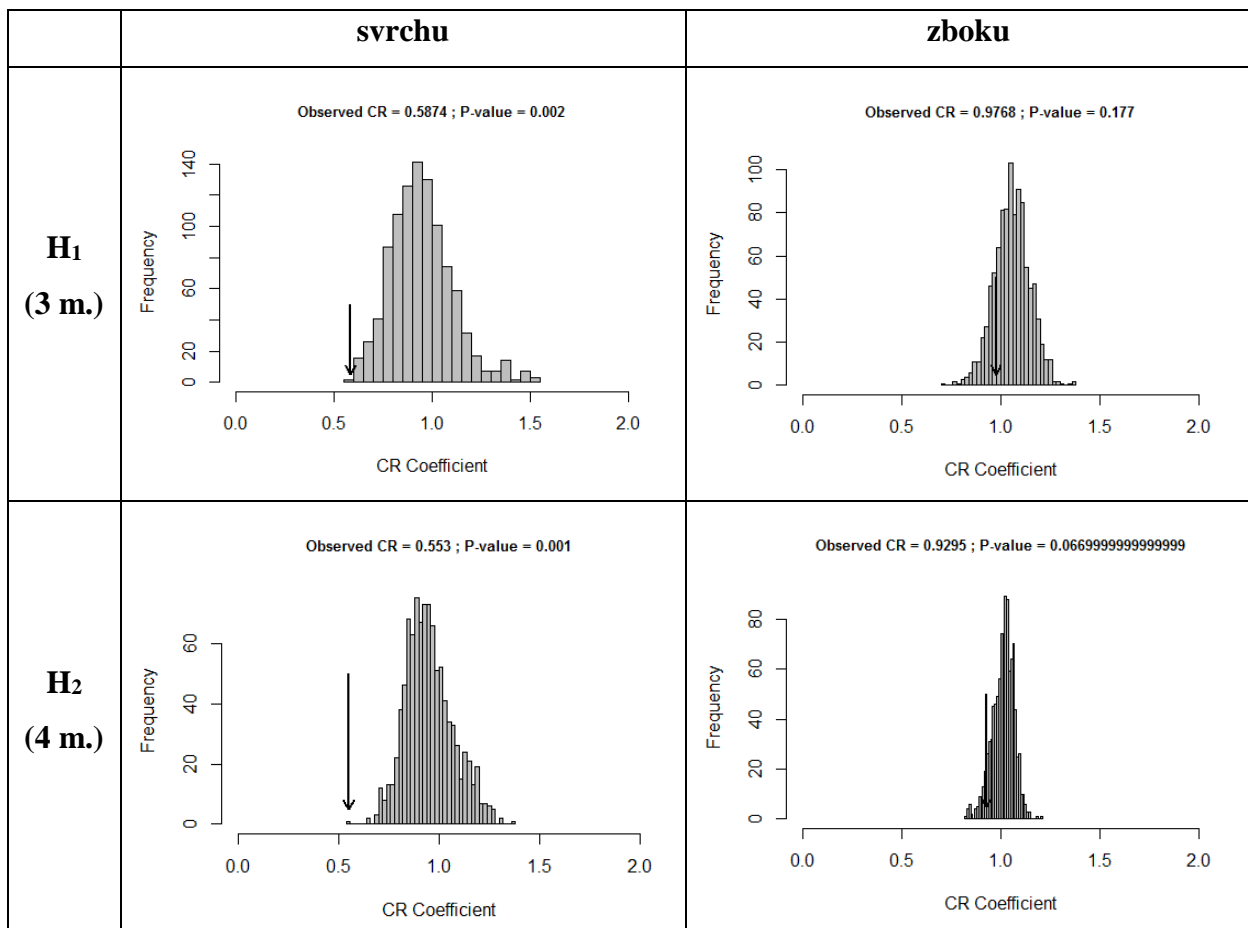 svrchu
zboku
H₁
(3 m.)
Observed CR = 0.5874 ; P-value = 0.002
Frequency
0
20
60
100
140
0.0 0.5 1.0 1.5 2.0
CR Coefficient
Observed CR = 0.9768 ; P-value = 0.177
Frequency
0
20
40
60
80
100
0.0 0.5 1.0 1.5 2.0
CR Coefficient
H₂
(4 m.)
Observed CR = 0.553 ; P-value = 0.001
Frequency
0
20
40
60
0.0 0.5 1.0 1.5 2.0
CR Coefficient
Observed CR = 0.9295 ; P-value = 0.0669999999999999
Frequency
0
20
40
60
80
0.0 0.5 1.0 1.5 2.0
CR Coefficient